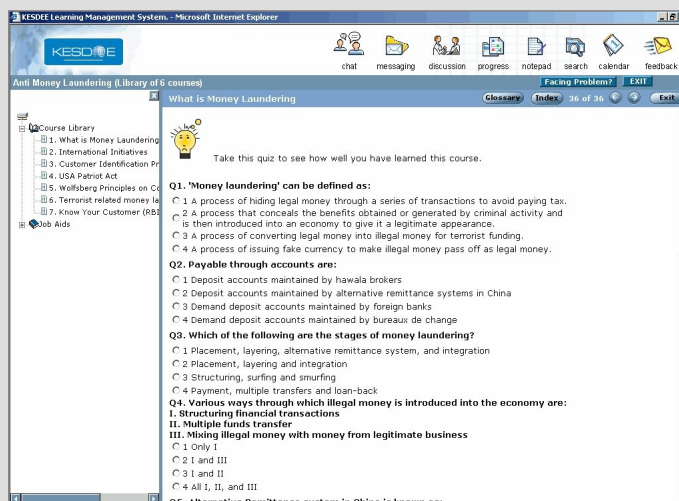 KESDEE Learning Management System. - Microsoft Internet Explorer
KESDEE
chat
messaging
discussion
progress
notepad
search
calendar
feedback
Anti Money Laundering (Library of 6 courses)
Facing Problem?
EXIT
What is Money Laundering
Glossary
Index
36 of 36
Exit
Course Library
1. What is Money Laundering
2. International Initiatives
3. Customer Identification Pr
4. USA Patriot Act
5. Wolfsberg Principles on Co
6. Terrorist related money la
7. Know Your Customer (RBI
Job Aids
Take this quiz to see how well you have learned this course.
Q1. 'Money laundering' can be defined as:
1 A process of hiding legal money through a series of transactions to avoid paying tax.
2 A process that conceals the benefits obtained or generated by criminal activity and
is then introduced into an economy to give it a legitimate appearance.
3 A process of converting legal money into illegal money for terrorist funding.
4 A process of issuing fake currency to make illegal money pass off as legal money.
Q2. Payable through accounts are:
1 Deposit accounts maintained by hawala brokers
2 Deposit accounts maintained by alternative remittance systems in China
3 Demand deposit accounts maintained by foreign banks
4 Demand deposit accounts maintained by bureaux de change
Q3. Which of the following are the stages of money laundering?
1 Placement, layering, alternative remittance system, and integration
2 Placement, layering and integration
3 Structuring, surfing and smurfing
4 Payment, multiple transfers and loan-back
Q4. Various ways through which illegal money is introduced into the economy are:
I. Structuring financial transactions
II. Multiple funds transfer
III. Mixing illegal money with money from legitimate business
1 Only I
2 I and III
3 I and II
4 All I, II, and III
Q5. Alternative Remittance system in China is known as: